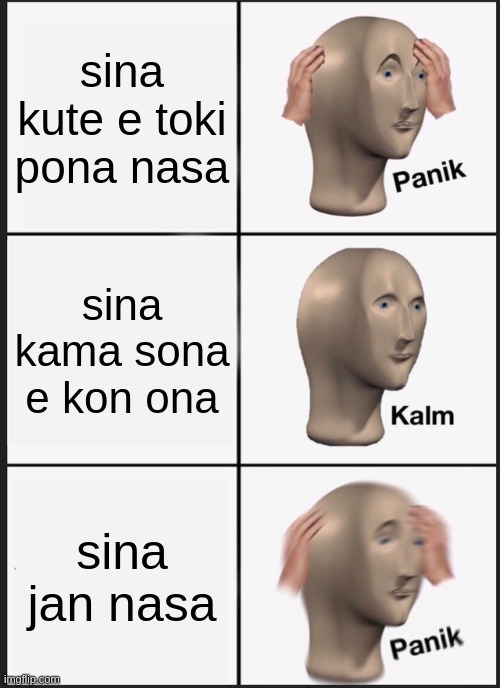 sina
kute e toki
pona nasa
Panik
sina
kama sona
e kon ona
Kalm
sina
jan nasa
Panik
imgflip.com